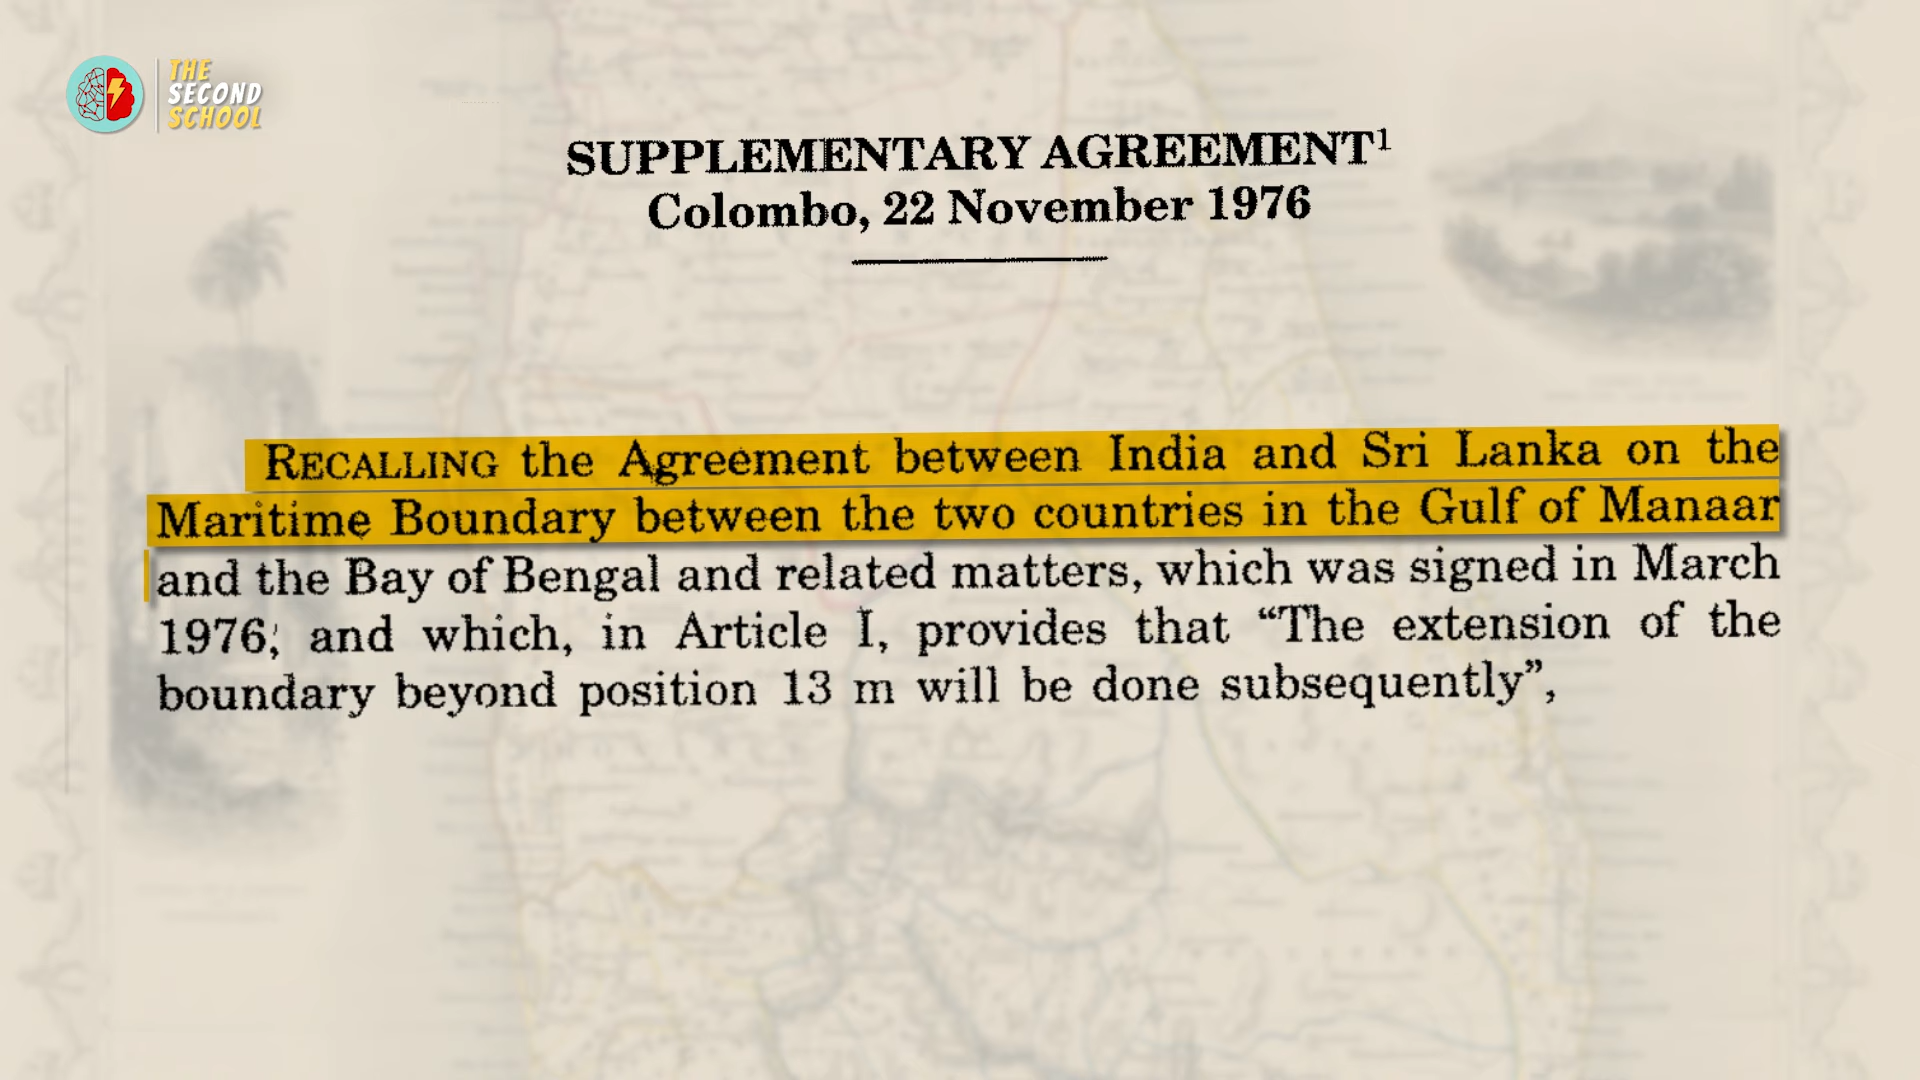 THE
SECOND
SCHOOL
SUPPLEMENTARY AGREEMENT¹
Colombo, 22 November 1976
RECALLING the Agreement between India and Sri Lanka on the
Maritime Boundary between the two countries in the Gulf of Manaar
and the Bay of Bengal and related matters, which was signed in March
1976; and which, in Article I, provides that “The extension of the
boundary beyond position 13 m will be done subsequently”,